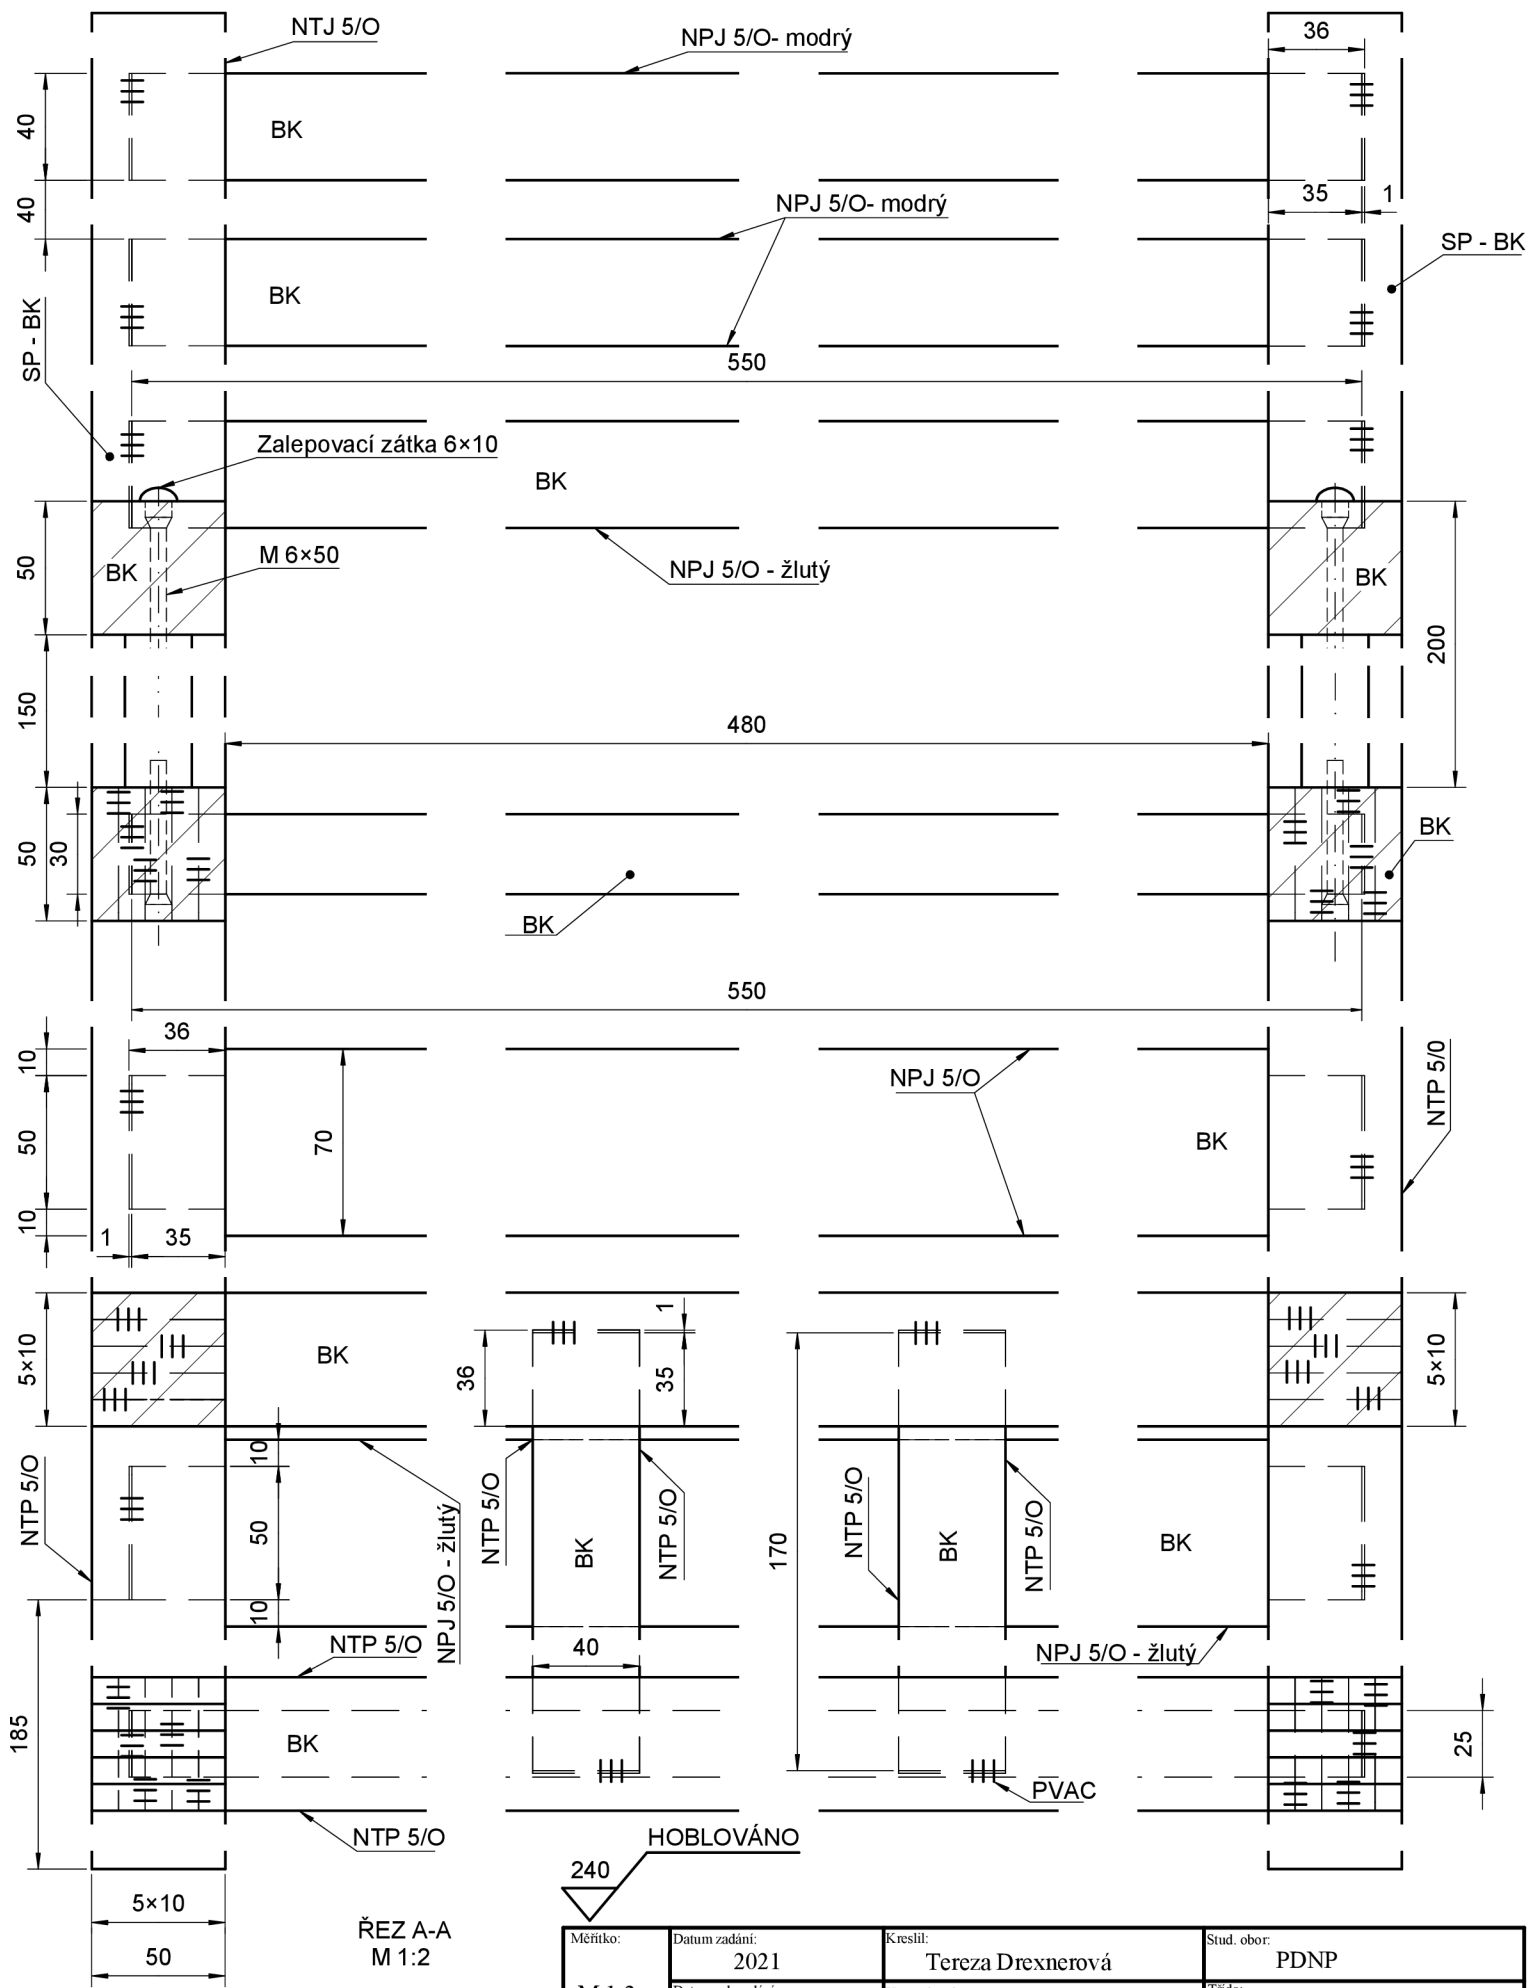 NTJ 5/O
NPJ 5/O- modrý
36
40
BK
40
NPJ 5/O- modrý
35
1
SP - BK
BK
SP - BK
550
Zalepovací zátka 6×10
BK
50
BK
M 6×50
NPJ 5/O - žlutý
BK
200
150
480
50
30
BK
BK
550
36
10
NPJ 5/O
NTP 5/0
50
70
BK
10
1
35
5×10
BK
36
1
35
5×10
NTP 5/O
10
50
10
NPJ 5/O - žlutý
NTP 5/O
BK
NTP 5/O
170
NTP 5/O
BK
NTP 5/O
BK
NTP 5/O
40
NPJ 5/O - žlutý
185
BK
25
PVAC
NTP 5/O
HOBLOVÁNO
240
5×10
50
ŘEZ A-A
M 1:2
Měřítko:
Datum zadání:
2021
Kreslil:
Tereza Drexnerová
Stud. obor:
PDNP